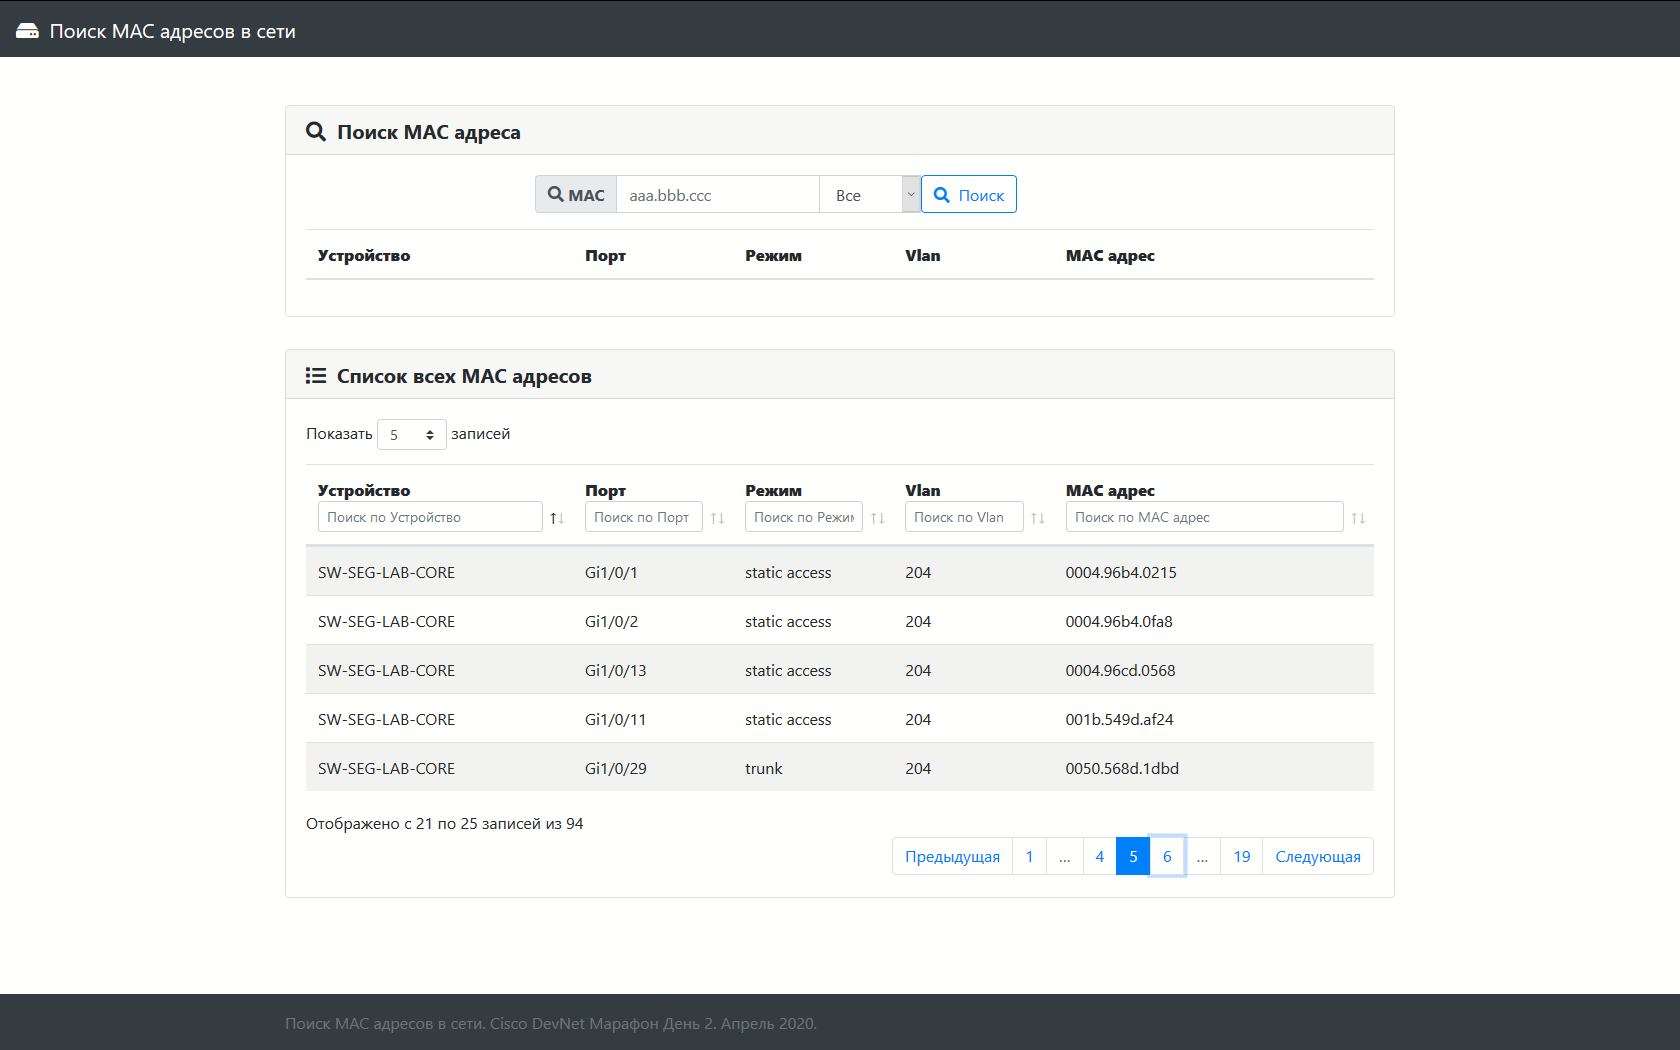 Поиск MAC адресов в сети
Поиск MAC адреса
MAC aaa.bbb.ccc Все Поиск
Устройство Порт Режим Vlan MAC адрес
Список всех MAC адресов
Показать 5 записей
Устройство Порт Режим Vlan MAC адрес
Поиск по Устройство Поиск по Порт Поиск по Режи Поиск по Vlan Поиск по MAC адрес
SW-SEG-LAB-CORE Gi1/0/1 static access 204 0004.96b4.0215
SW-SEG-LAB-CORE Gi1/0/2 static access 204 0004.96b4.0fa8
SW-SEG-LAB-CORE Gi1/0/13 static access 204 0004.96cd.0568
SW-SEG-LAB-CORE Gi1/0/11 static access 204 001b.549d.af24
SW-SEG-LAB-CORE Gi1/0/29 trunk 204 0050.568d.1dbd
Отображено с 21 по 25 записей из 94
Предыдущая 1 ... 4 5 6 ... 19 Следующая
Поиск MAC адресов в сети. Cisco DevNet Марафон День 2. Апрель 2020.